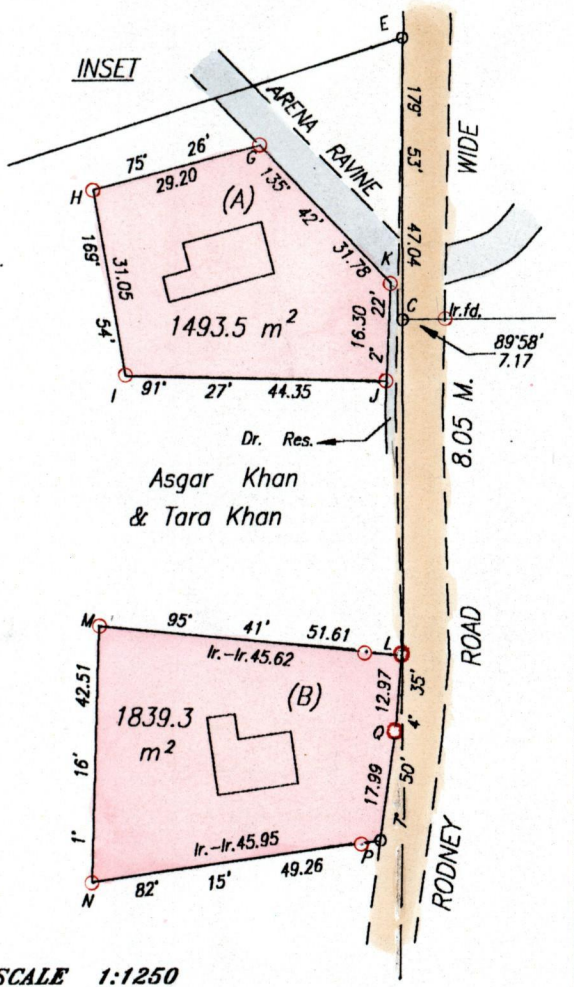 INSET
E
ARENA RAVINE
179° 53' 47.04
WIDE
75° 26'
29.20
G
H
(A)
135° 42' 31.78
169° 54'
31.05
K
C
Ir.fd.
22' 2°
16.30
1493.5 m²
89°58'
7.17
I
91° 27' 44.35
J
8.05 M.
Dr. Res.
Asgar Khan
& Tara Khan
M
95° 41' 51.61
L
Ir.-Ir.45.62
ROAD
42.51
16'
1°
(B)
12.97
35'
4°
1839.3
m²
Q
17.99
50'
7°
Ir.-Ir.45.95
P
82° 15' 49.26
N
RODNEY
SCALE 1:1250